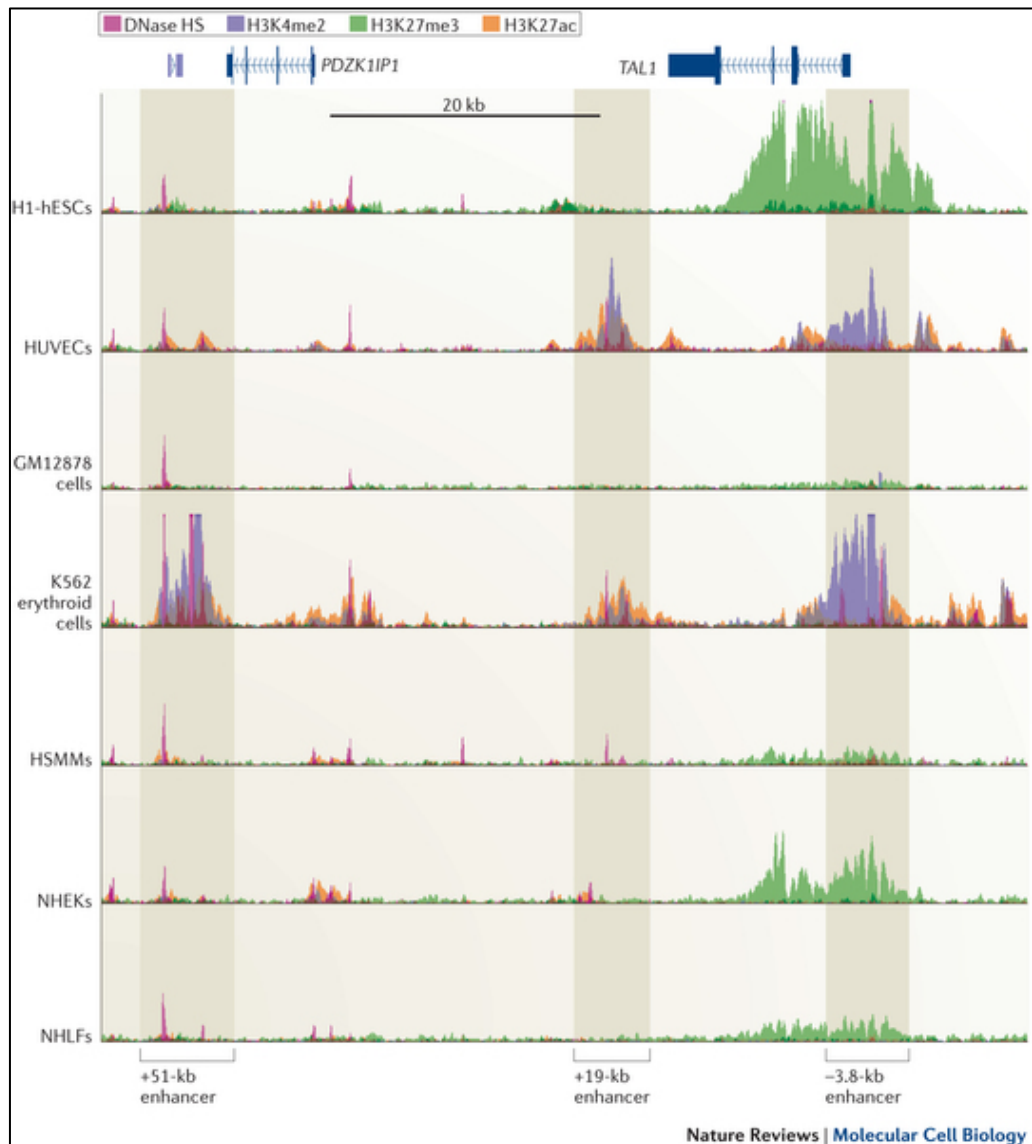 DNase HS H3K4me2 H3K27me3 H3K27ac
PDZK1IP1
TAL1
20 kb
H1-hESCs
HUVECs
GM12878
cells
K562
erythroid
cells
HSMMs
NHEKs
NHLFs
+51-kb
enhancer
+19-kb
enhancer
–3.8-kb
enhancer
Nature Reviews | Molecular Cell Biology